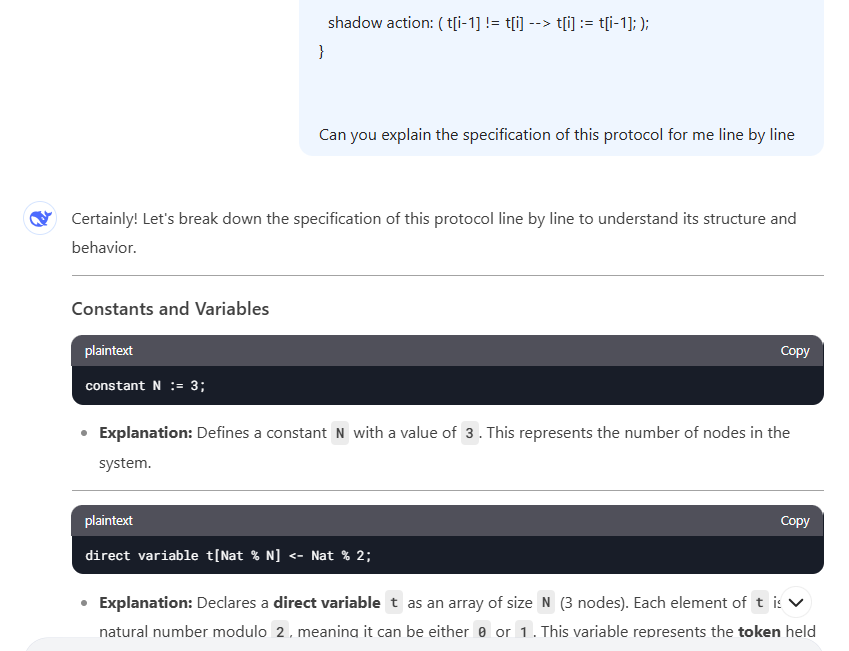 shadow action: ( t[i-1] != t[i] --> t[i] := t[i-1]; );
}
Can you explain the specification of this protocol for me line by line
Certainly! Let's break down the specification of this protocol line by line to understand its structure and
behavior.
Constants and Variables
plaintext
Copy
constant N := 3;
Explanation: Defines a constant N with a value of 3. This represents the number of nodes in the
system.
plaintext
Copy
direct variable t[Nat % N] <- Nat % 2;
Explanation: Declares a direct variable t as an array of size N (3 nodes). Each element of t is
natural number modulo 2, meaning it can be either 0 or 1. This variable represents the token held